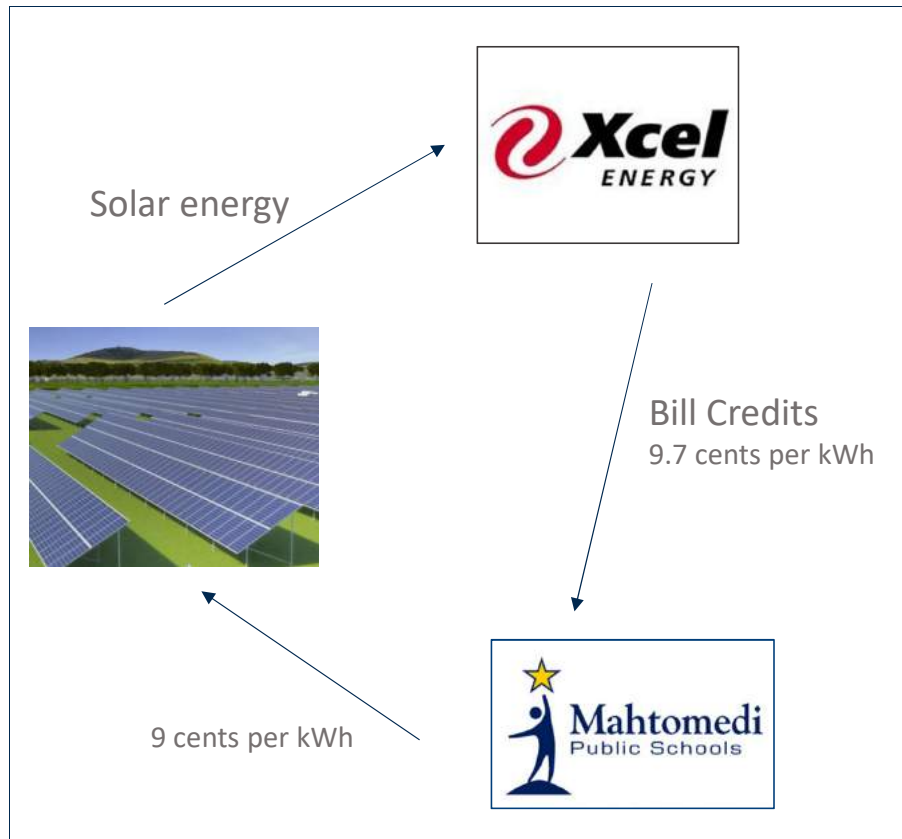 Xcel
ENERGY
Solar energy
Bill Credits
9.7 cents per kWh
Mahtomedi
Public Schools
9 cents per kWh